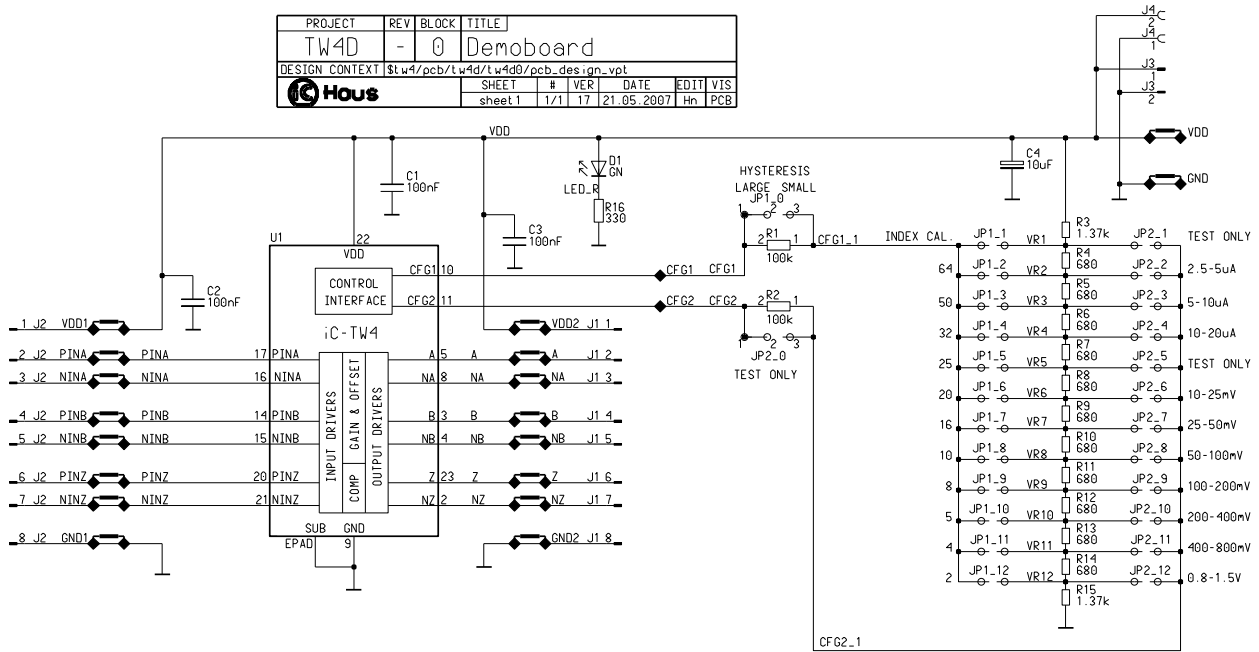 PROJECT REV BLOCK TITLE
TW4D - 0 Demoboard
DESIGN CONTEXT $tw4/pcb/tw4d/tw4d0/pcb_design_vpt
iC Haus SHEET # VER DATE EDIT VIS
sheet1 1/1 17 21.05.2007 Hn PCB
J4
2
J4
1
J3
1
J3
2
VDD
VDD
GND
C1
100nF
C2
100nF
C3
100nF
C4
10uF
D1
GN
LED_R
R16
330
HYSTERESIS
LARGE SMALL
JP1_0
1 2 3
2 R1 1
100k
CFG1_1
INDEX CAL.
U1
22
VDD
CONTROL
INTERFACE
CFG1 10
CFG1 CFG1
CFG2 11
CFG2 CFG2
2 R2 1
100k
1 2 3
JP2_0
TEST ONLY
iC-TW4
INPUT DRIVERS
GAIN & OFFSET
COMP
OUTPUT DRIVERS
1 J2 VDD1
2 J2 PINA PINA 17 PINA
3 J2 NINA NINA 16 NINA
4 J2 PINB PINB 14 PINB
5 J2 NINB NINB 15 NINB
6 J2 PINZ PINZ 20 PINZ
7 J2 NINZ NINZ 21 NINZ
8 J2 GND1
VDD2 J1 1
A 5 A A J1 2
NA 8 NA NA J1 3
B 3 B B J1 4
NB 4 NB NB J1 5
Z 23 Z Z J1 6
NZ 2 NZ NZ J1 7
GND2 J1 8
SUB GND
EPAD 9
R3
1.37k
JP1_1 VR1 JP2_1 TEST ONLY
R4
680
64 JP1_2 VR2 JP2_2 2.5-5uA
R5
680
50 JP1_3 VR3 JP2_3 5-10uA
R6
680
32 JP1_4 VR4 JP2_4 10-20uA
R7
680
25 JP1_5 VR5 JP2_5 TEST ONLY
R8
680
20 JP1_6 VR6 JP2_6 10-25mV
R9
680
16 JP1_7 VR7 JP2_7 25-50mV
R10
680
10 JP1_8 VR8 JP2_8 50-100mV
R11
680
8 JP1_9 VR9 JP2_9 100-200mV
R12
680
5 JP1_10 VR10 JP2_10 200-400mV
R13
680
4 JP1_11 VR11 JP2_11 400-800mV
R14
680
2 JP1_12 VR12 JP2_12 0.8-1.5V
R15
1.37k
CFG2_1